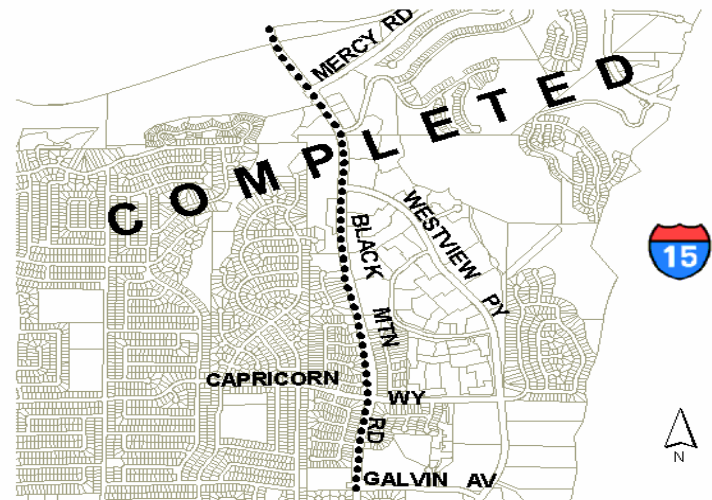 MERCY RD
COMPLETED
WESTVIEW PY
BLACK MTN RD
15
CAPRICORN WY
GALVIN AV
N